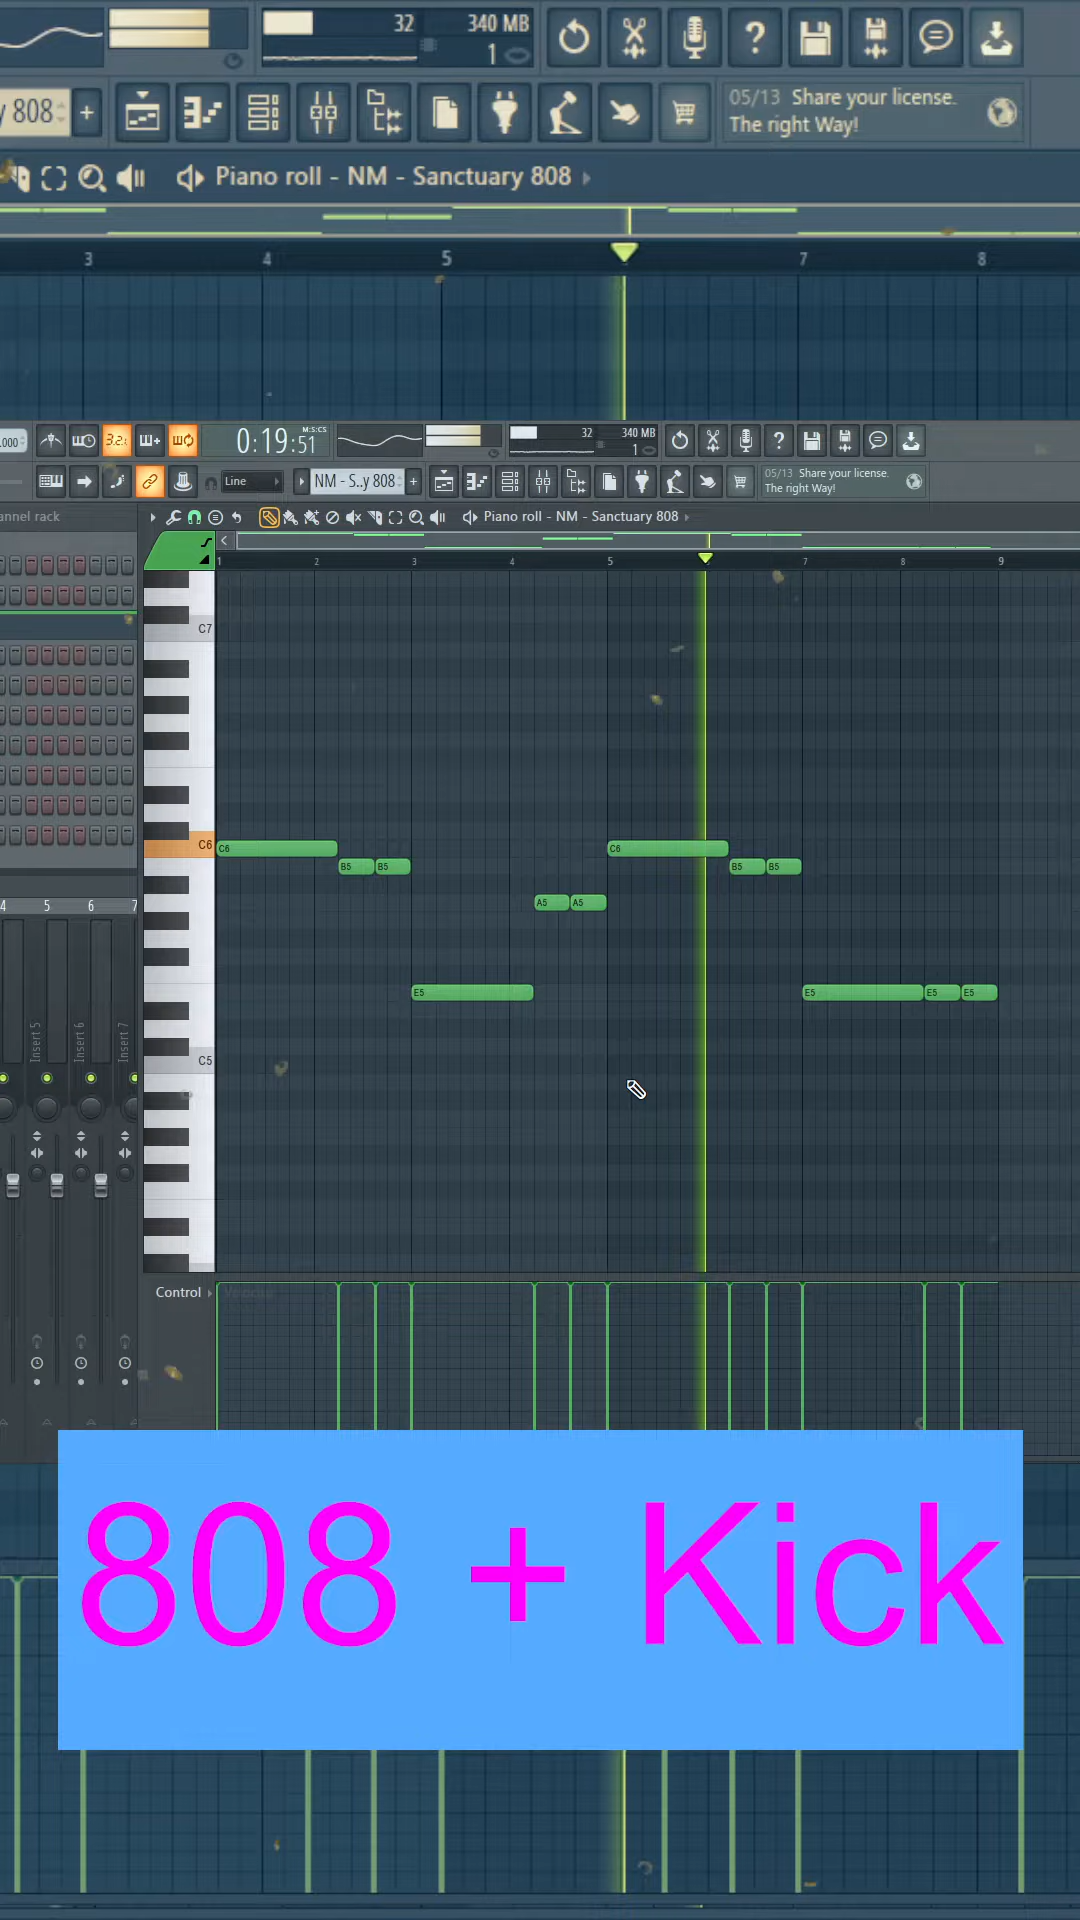 32 340 MB
1
y 808 +
05/13 Share your license.
The right Way!
Piano roll - NM - Sanctuary 808
3 4 5 7 8
.000 3.2 0:19:51 M:S:CS 32 340 MB
1
Line NM - S..y 808 + 05/13 Share your license.
The right Way!
annel rack Piano roll - NM - Sanctuary 808
1 2 3 4 5 7 8 9
C7
C6 C6 C6
B5 B5 B5 B5
A5 A5
4 5 6 7
E5 E5 E5 E5
Insert 5 Insert 6 Insert 7
C5
Control
808 + Kick